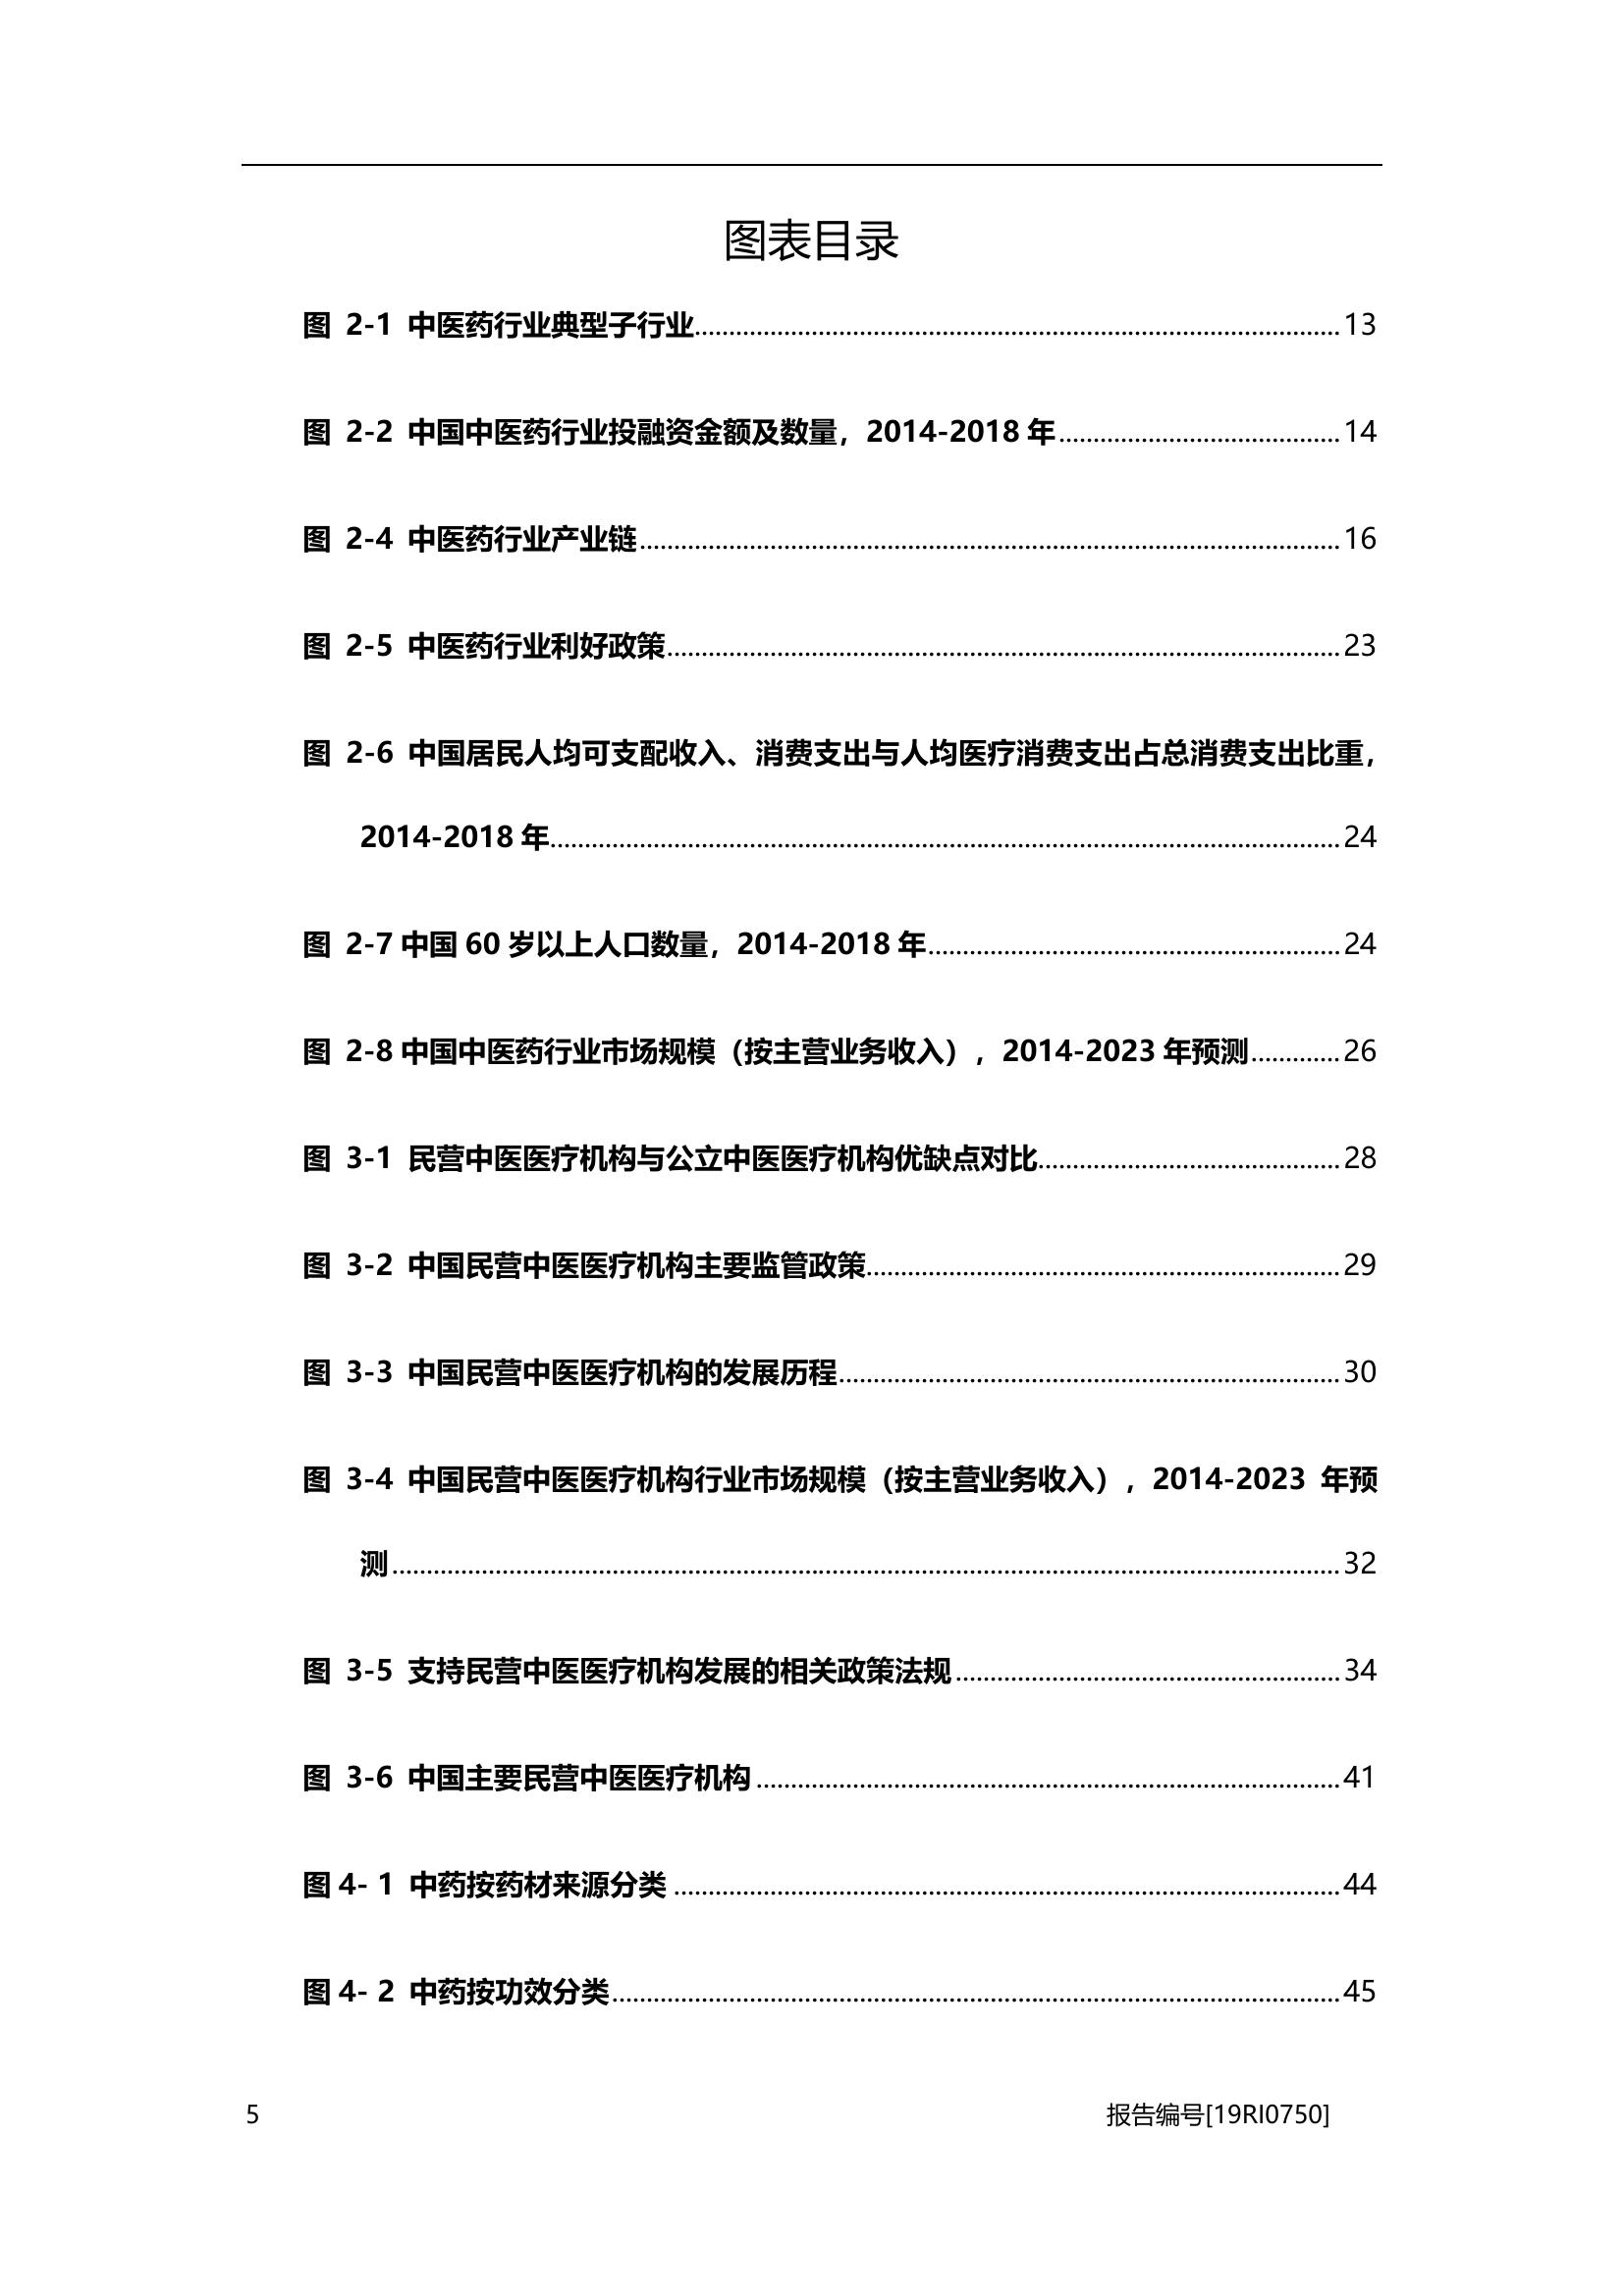 图表目录
图 2-1 中医药行业典型子行业 13
图 2-2 中国中医药行业投融资金额及数量，2014-2018 年 14
图 2-4 中医药行业产业链 16
图 2-5 中医药行业利好政策 23
图 2-6 中国居民人均可支配收入、消费支出与人均医疗消费支出占总消费支出比重，
2014-2018 年 24
图 2-7 中国 60 岁以上人口数量，2014-2018 年 24
图 2-8 中国中医药行业市场规模（按主营业务收入），2014-2023 年预测 26
图 3-1 民营中医医疗机构与公立中医医疗机构优缺点对比 28
图 3-2 中国民营中医医疗机构主要监管政策 29
图 3-3 中国民营中医医疗机构的发展历程 30
图 3-4 中国民营中医医疗机构行业市场规模（按主营业务收入），2014-2023 年预
测 32
图 3-5 支持民营中医医疗机构发展的相关政策法规 34
图 3-6 中国主要民营中医医疗机构 41
图 4- 1 中药按药材来源分类 44
图 4- 2 中药按功效分类 45
5 报告编号[19RI0750]